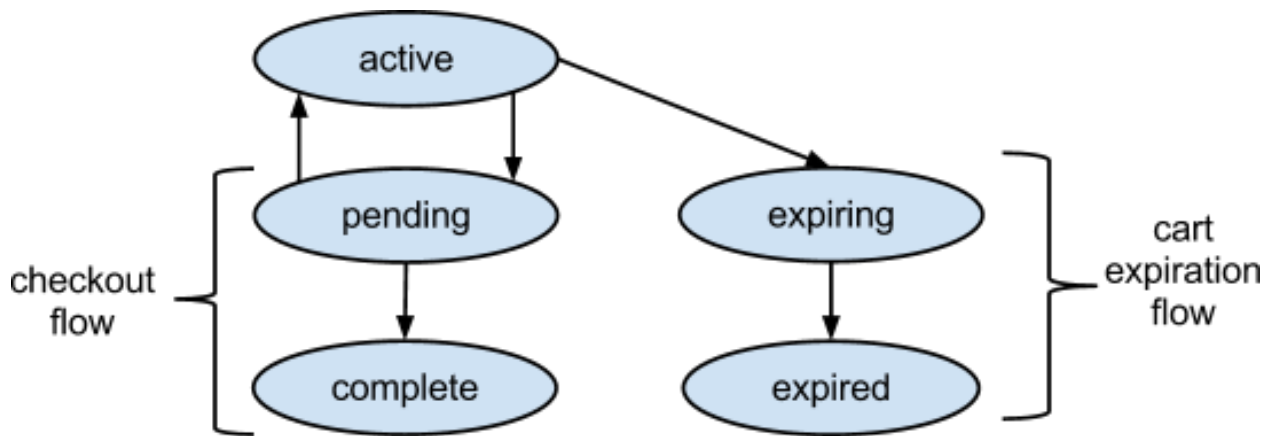 active
pending
expiring
complete
expired
checkout
flow
cart
expiration
flow